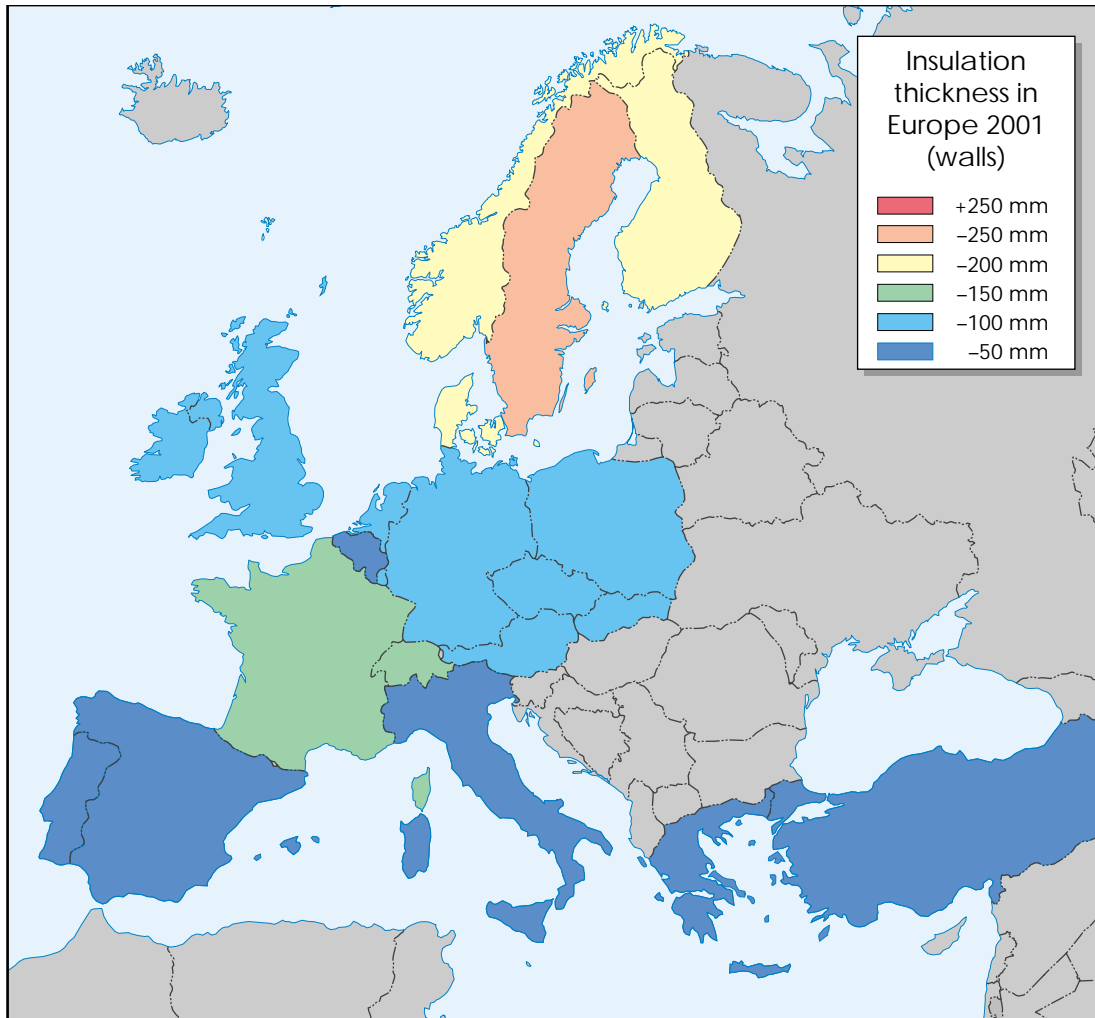 Insulation
thickness in
Europe 2001
(walls)
+250 mm
–250 mm
–200 mm
–150 mm
–100 mm
–50 mm